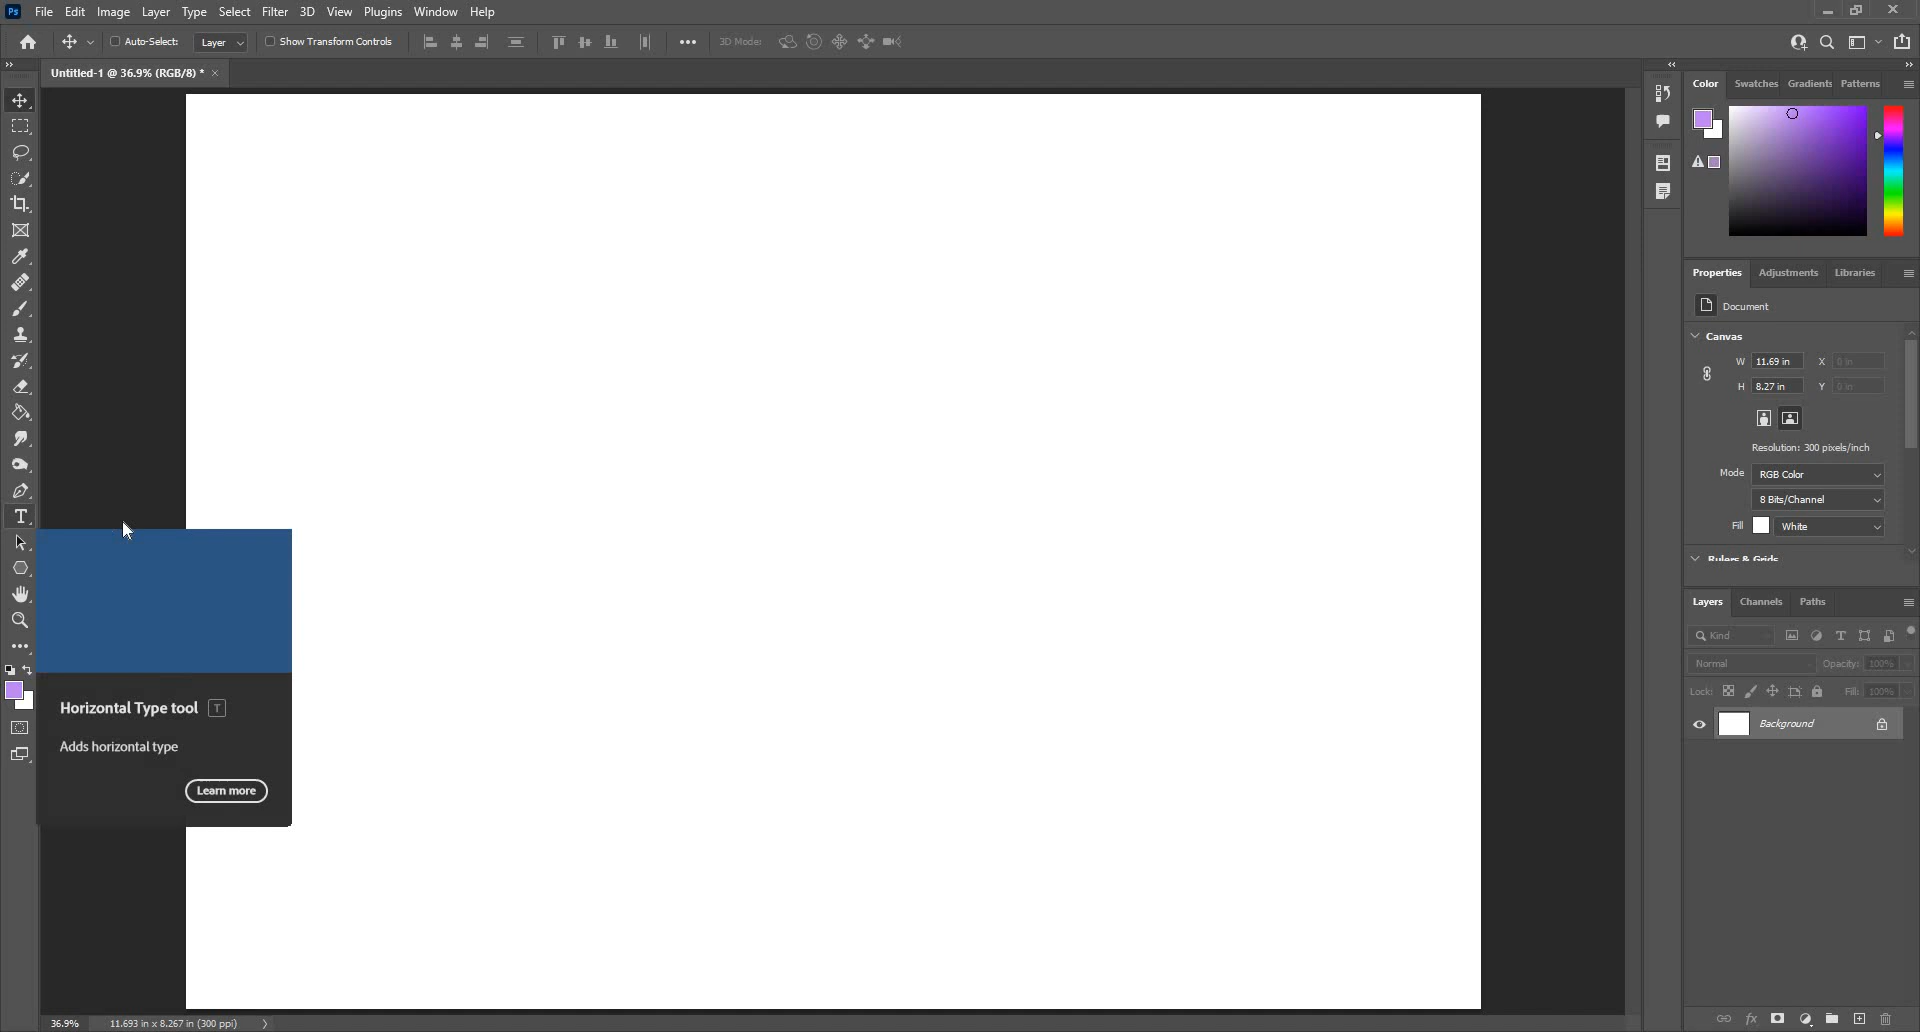 Ps File Edit Image Layer Type Select Filter 3D View Plugins Window Help
Auto-Select: Layer Show Transform Controls 3D Mode:
Untitled-1 @ 36.9% (RGB/8) * ×
Color Swatches Gradients Patterns
Properties Adjustments Libraries
Document
Canvas
W 11.69 in X 0 in
H 8.27 in Y 0 in
Resolution: 300 pixels/inch
Mode RGB Color
8 Bits/Channel
Fill White
Rulers & Grids
Layers Channels Paths
Kind
Normal Opacity: 100%
Lock: Fill: 100%
Background
Horizontal Type tool T
Adds horizontal type
Learn more
36.9% 11.693 in x 8.267 in (300 ppi)